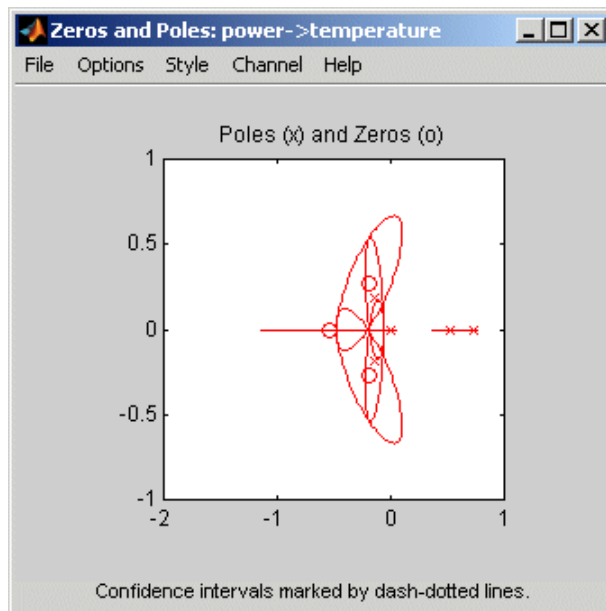 Zeros and Poles: power->temperature
File Options Style Channel Help
Poles (x) and Zeros (o)
1
0.5
0
-0.5
-1
-2 -1 0 1
Confidence intervals marked by dash-dotted lines.